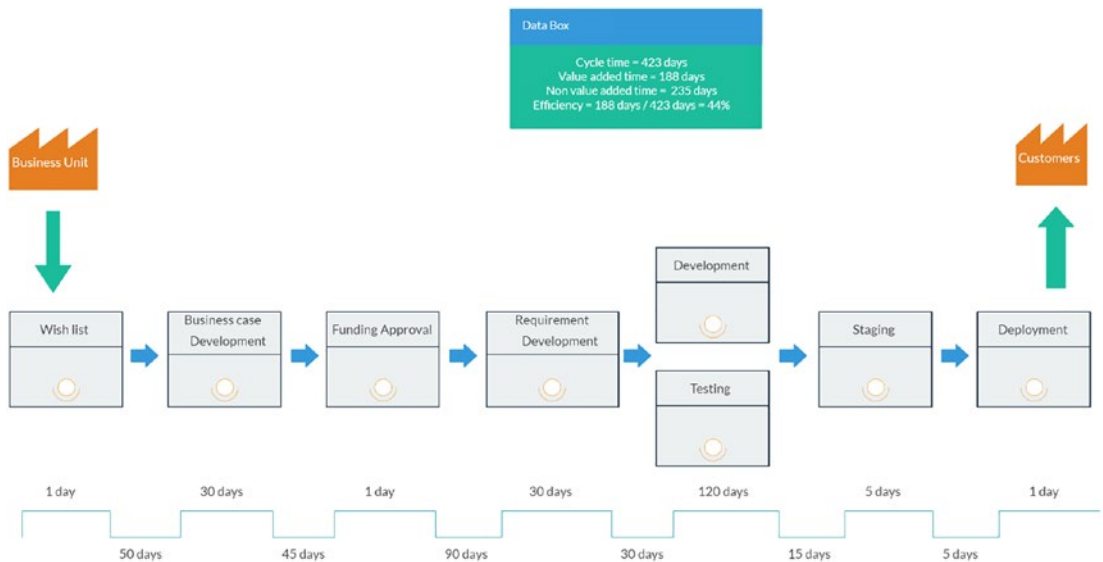 Data Box
Cycle time = 423 days
Value added time = 188 days
Non value added time = 235 days
Efficiency = 188 days / 423 days = 44%
Business Unit
Customers
Wish list
Business case
Development
Funding Approval
Requirement
Development
Development
Testing
Staging
Deployment
1 day
30 days
1 day
30 days
120 days
5 days
1 day
50 days
45 days
90 days
30 days
15 days
5 days